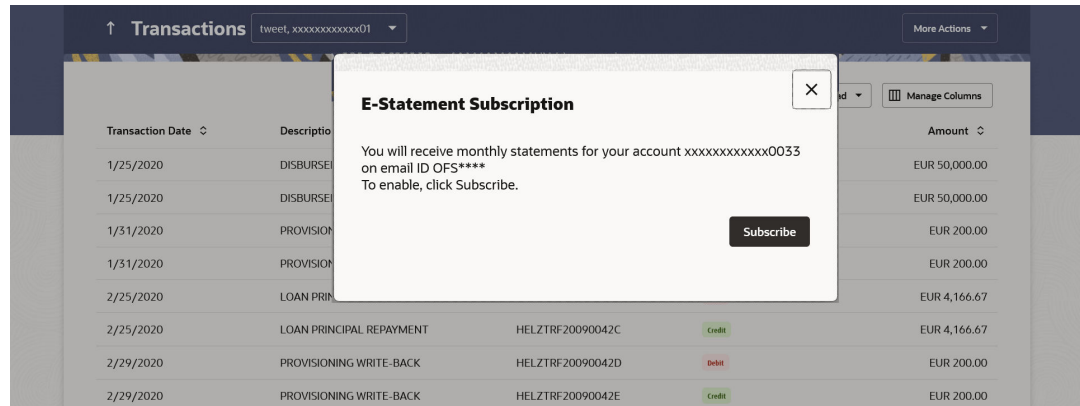 Transactions tweet, xxxxxxxxxxxx01 More Actions
E-Statement Subscription
Manage Columns
Transaction Date Amount
You will receive monthly statements for your account xxxxxxxxxxxx0033
on email ID OFS****
To enable, click Subscribe.
1/25/2020 EUR 50,000.00
1/25/2020 EUR 50,000.00
Subscribe
1/31/2020 EUR 200.00
1/31/2020 EUR 200.00
2/25/2020 LOAN EUR 4,166.67
2/25/2020 LOAN PRINCIPAL REPAYMENT HELZTRF20090042C Credit EUR 4,166.67
2/29/2020 PROVISIONING WRITE-BACK HELZTRF20090042D Debit EUR 200.00
2/29/2020 PROVISIONING WRITE-BACK HELZTRF20090042E Credit EUR 200.00